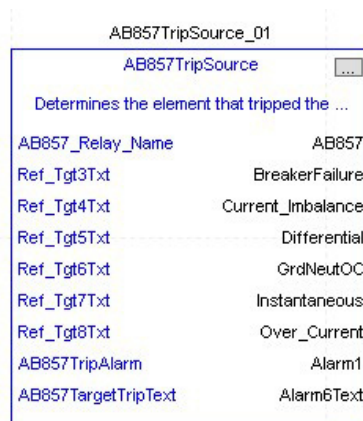 AB857TripSource_01
AB857TripSource ...
Determines the element that tripped the ...
AB857_Relay_Name AB857
Ref_Tgt3Txt BreakerFailure
Ref_Tgt4Txt Current_Imbalance
Ref_Tgt5Txt Differential
Ref_Tgt6Txt GrdNeutOC
Ref_Tgt7Txt Instantaneous
Ref_Tgt8Txt Over_Current
AB857TripAlarm Alarm1
AB857TargetTripText Alarm6Text